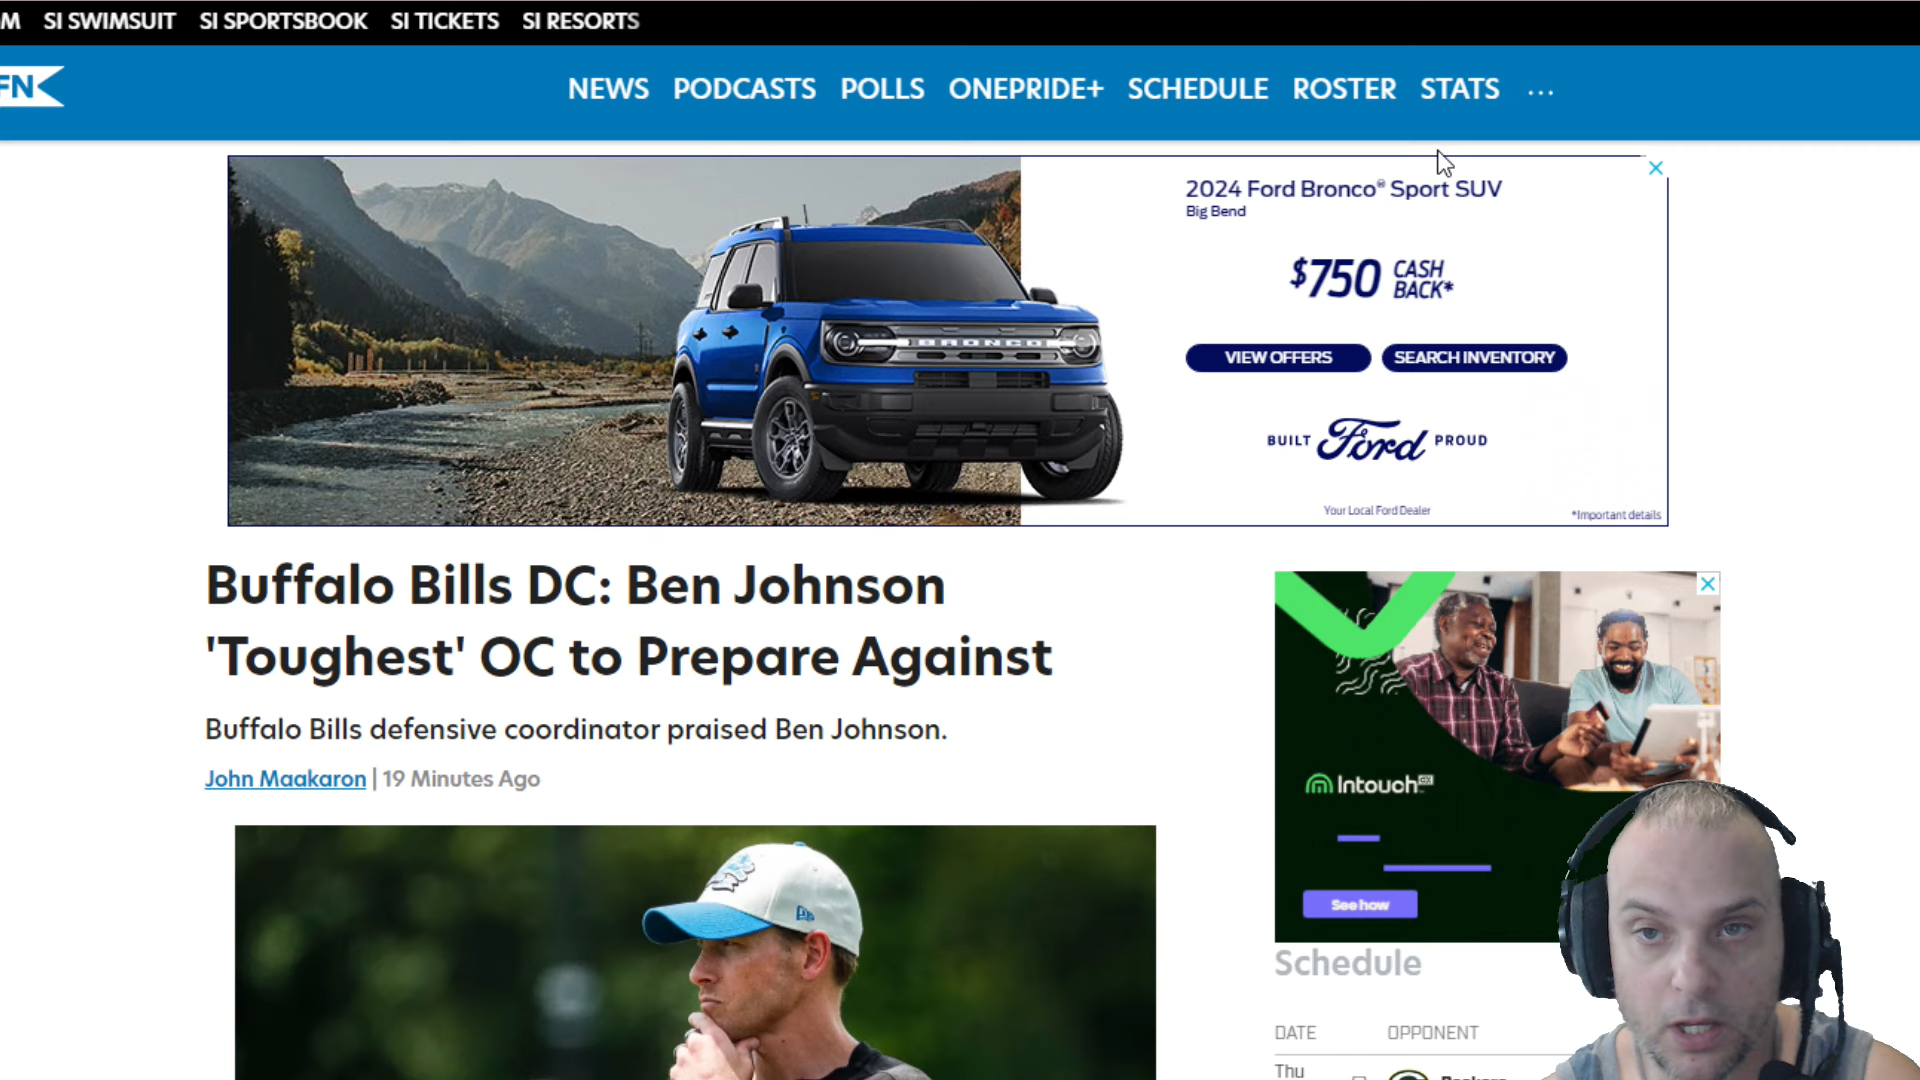 M SI SWIMSUIT SI SPORTSBOOK SI TICKETS SI RESORTS
FN
NEWS PODCASTS POLLS ONEPRIDE+ SCHEDULE ROSTER STATS ...
2024 Ford Bronco® Sport SUV
Big Bend
$750 CASH BACK*
VIEW OFFERS SEARCH INVENTORY
BRONCO
BUILT Ford PROUD
Your Local Ford Dealer
*Important details
Buffalo Bills DC: Ben Johnson
'Toughest' OC to Prepare Against
Buffalo Bills defensive coordinator praised Ben Johnson.
John Maakaron | 19 Minutes Ago
Intouch CX
See how
Schedule
DATE OPPONENT
Thu